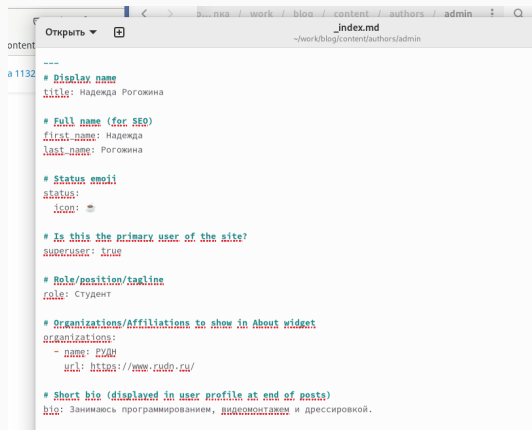 п...пка / work / blog / content / authors / admin
Открыть
_index.md
~/work/blog/content/authors/admin
ontent
а 1132
---
# Display name
title: Надежда Рогожина
# Full name (for SEO)
first_name: Надежда
last_name: Рогожина
# Status emoji
status:
icon: ☕
# Is this the primary user of the site?
superuser: true
# Role/position/tagline
role: Студент
# Organizations/Affiliations to show in About widget
organizations:
- name: РУДН
url: https://www.rudn.ru/
# Short bio (displayed in user profile at end of posts)
bio: Занимаюсь программированием, видеомонтажем и дрессировкой.